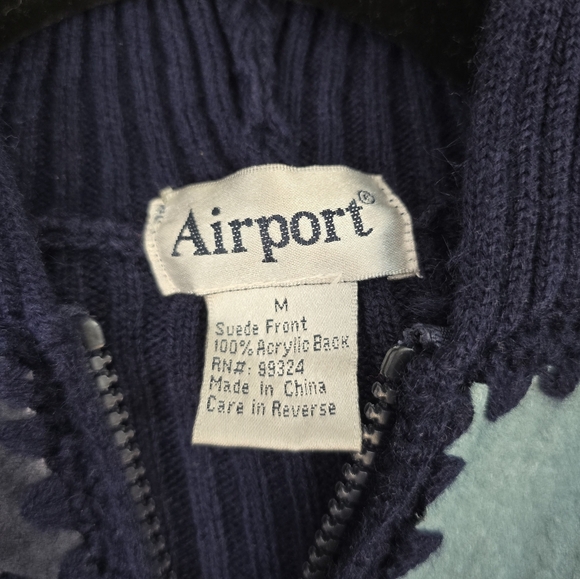 Airport®
M
Suede Front
100% Acrylic Back
RN#: 99324
Made in China
Care in Reverse